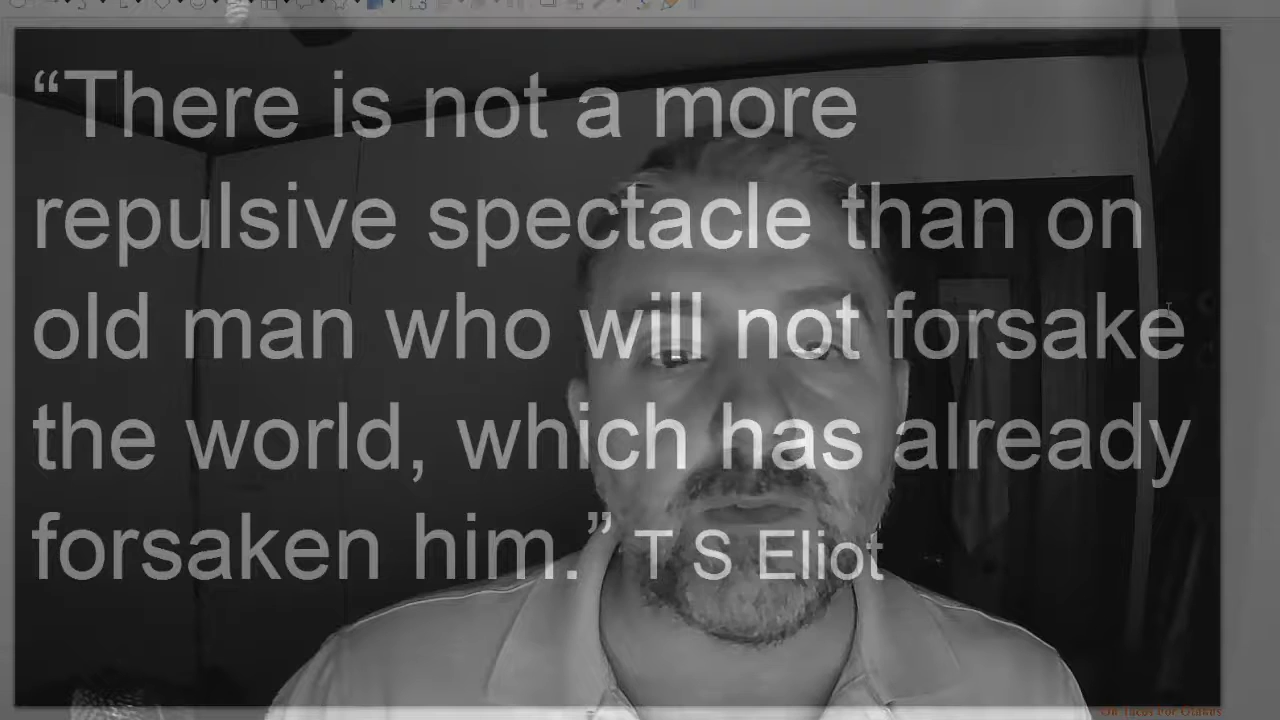 “There is not a more
repulsive spectacle than on
old man who will not forsake
the world, which has already
forsaken him.” T S Eliot